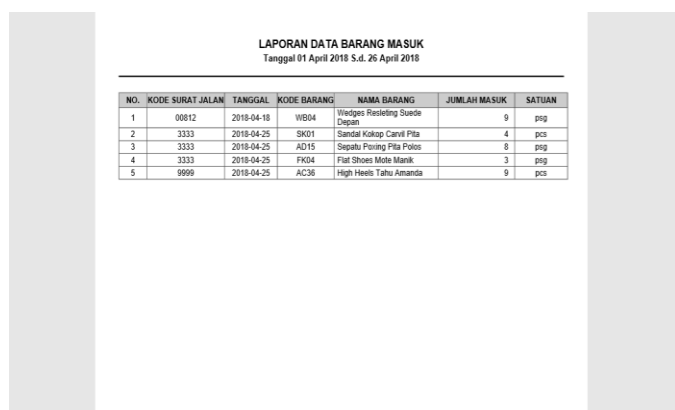 LAPORAN DATA BARANG MASUK
Tanggal 01 April 2018 S.d. 26 April 2018
NO. KODE SURAT JALAN TANGGAL KODE BARANG NAMA BARANG JUMLAH MASUK SATUAN
1 00812 2018-04-18 WB04 Wedges Resleting Suede Depan 9 psg
2 3333 2018-04-25 SK01 Sandal Kokop Carvil Pita 4 pcs
3 3333 2018-04-25 AD15 Sepatu Poxing Pita Polos 8 psg
4 3333 2018-04-25 FK04 Flat Shoes Mote Manik 3 psg
5 9999 2018-04-25 AC36 High Heels Tahu Amanda 9 pcs